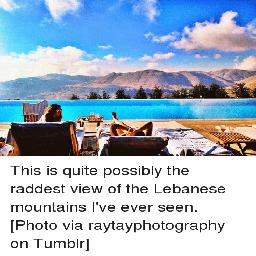 This is quite possibly the
raddest view of the Lebanese
mountains I've ever seen.
[Photo via raytayphotography
on Tumblr]